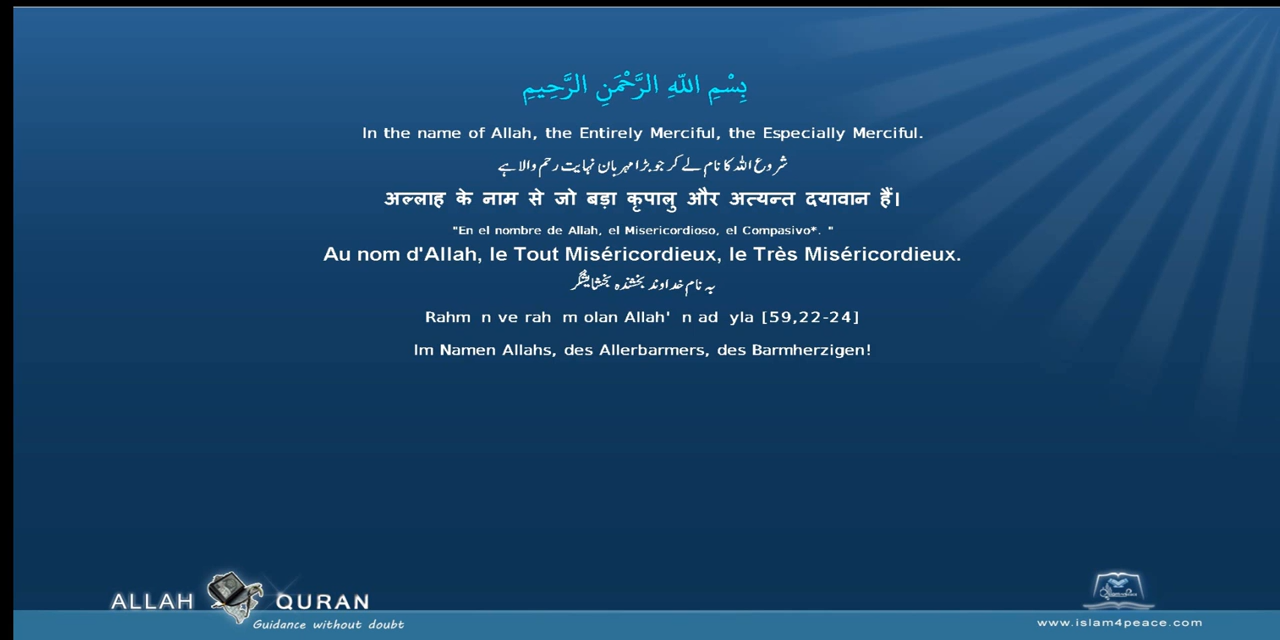 بِسْمِ اللَّهِ الرَّحْمَنِ الرَّحِيمِ
In the name of Allah, the Entirely Merciful, the Especially Merciful.
شروع اللہ کا نام لے کر جو بڑا مہربان نہایت رحم والا ہے
अल्लाह के नाम से जो बड़ा कृपालु और अत्यन्त दयावान हैं।
"En el nombre de Allah, el Misericordioso, el Compasivo*. "
Au nom d'Allah, le Tout Miséricordieux, le Très Miséricordieux.
به نام خداوند بخشنده بخشایشگر
Rahm n ve rah m olan Allah' n ad yla [59,22-24]
Im Namen Allahs, des Allerbarmers, des Barmherzigen!
ALLAH QURAN
Guidance without doubt
www.islam4peace.com